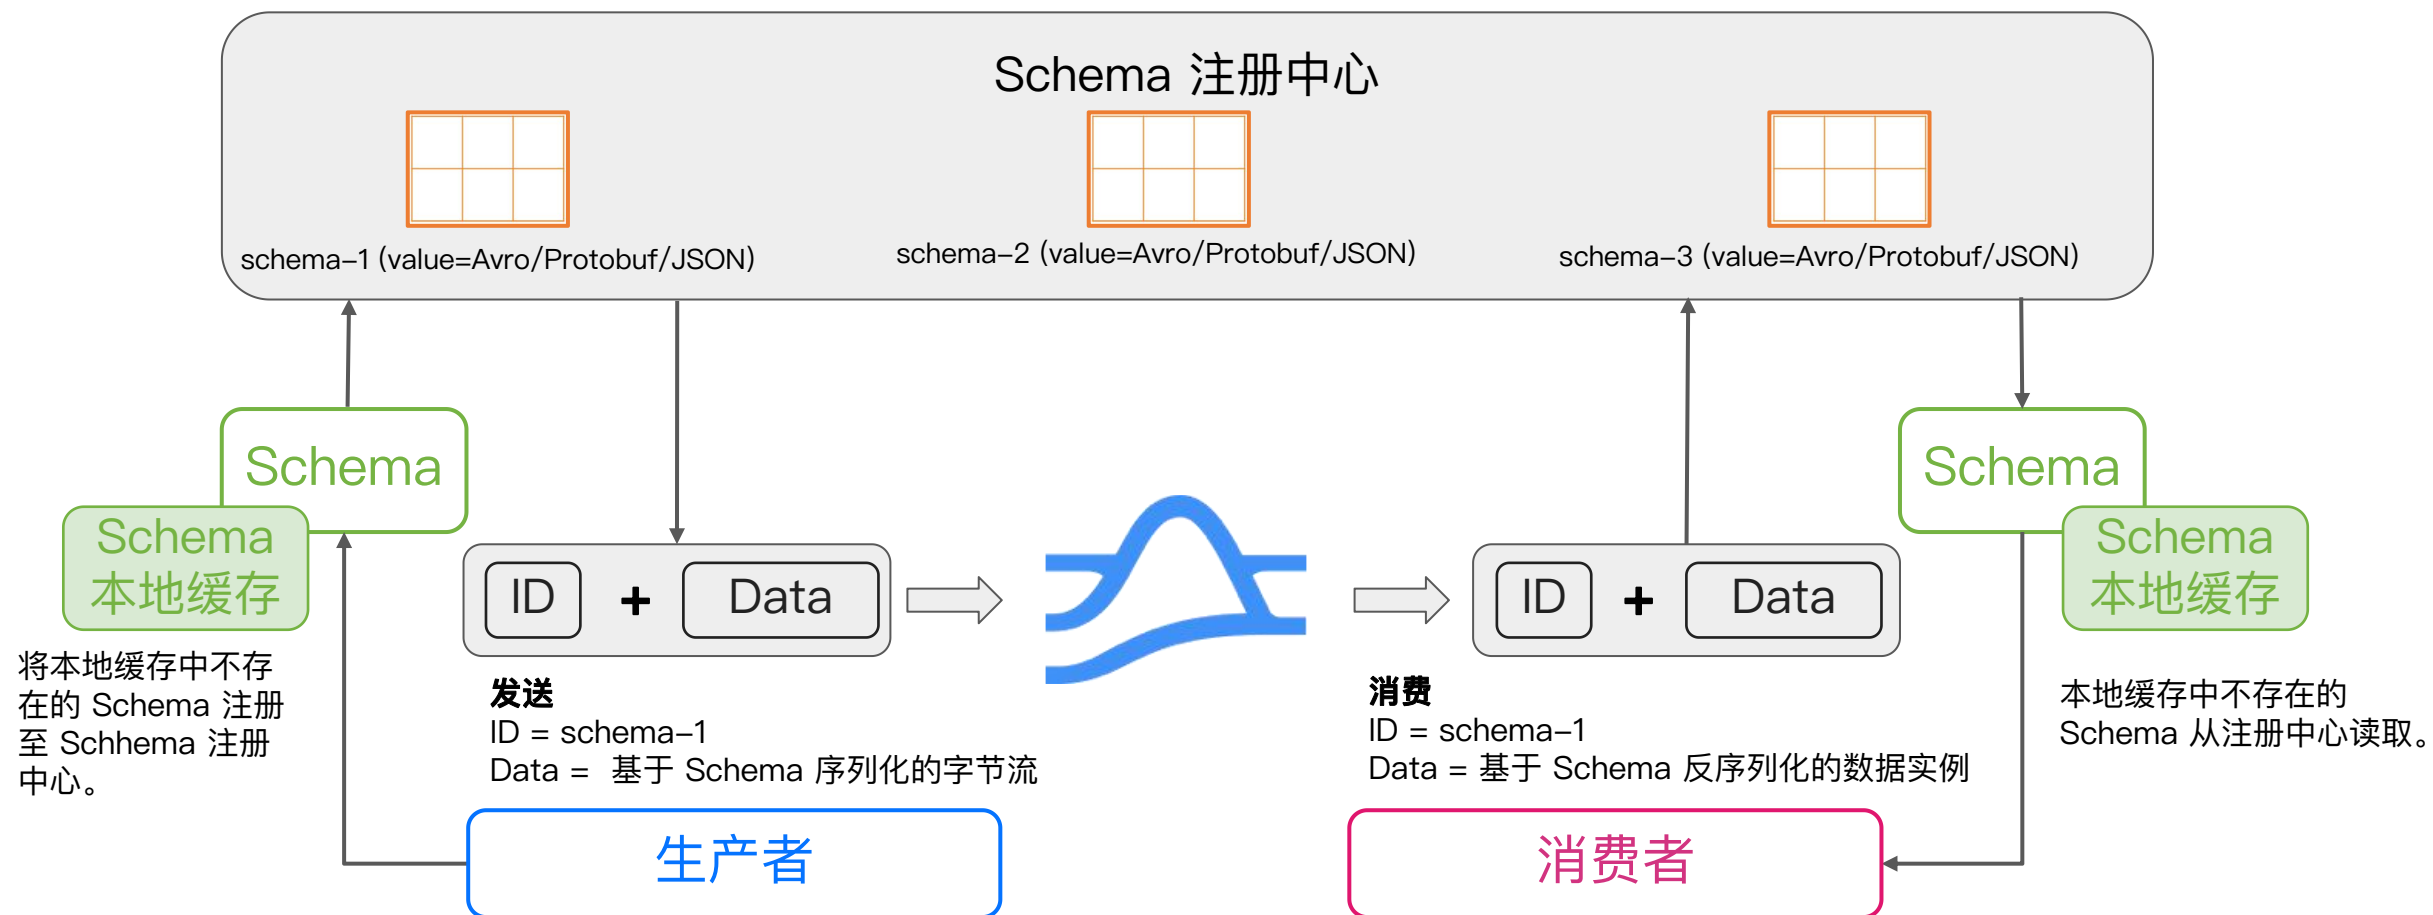 Schema 注册中心
schema-1 (value=Avro/Protobuf/JSON)
schema-2 (value=Avro/Protobuf/JSON)
schema-3 (value=Avro/Protobuf/JSON)
Schema
Schema
本地缓存
将本地缓存中不存
在的 Schema 注册
至 Schhema 注册
中心。
ID + Data
发送
ID = schema-1
Data = 基于 Schema 序列化的字节流
生产者
ID + Data
消费
ID = schema-1
Data = 基于 Schema 反序列化的数据实例
消费者
Schema
Schema
本地缓存
本地缓存中不存在的
Schema 从注册中心读取。